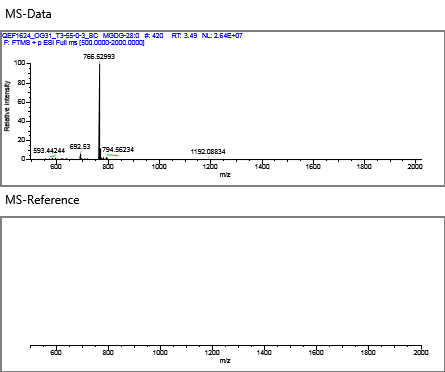 MS-Data
QEF1624_OG31_T3-55-0-3_SC MGDG-28:0 #: 420 RT: 3.49 NL: 2.64E+07
F: FTMS + p ESI Full ms [500.0000-2000.0000]
766.52993
100
80
60
40
20
0
Relative Intensity
593.44244 692.53 794.56234 1192.08834
600 800 1000 1200 1400 1600 1800 2000
m/z
MS-Reference
600 800 1000 1200 1400 1600 1800 2000
m/z